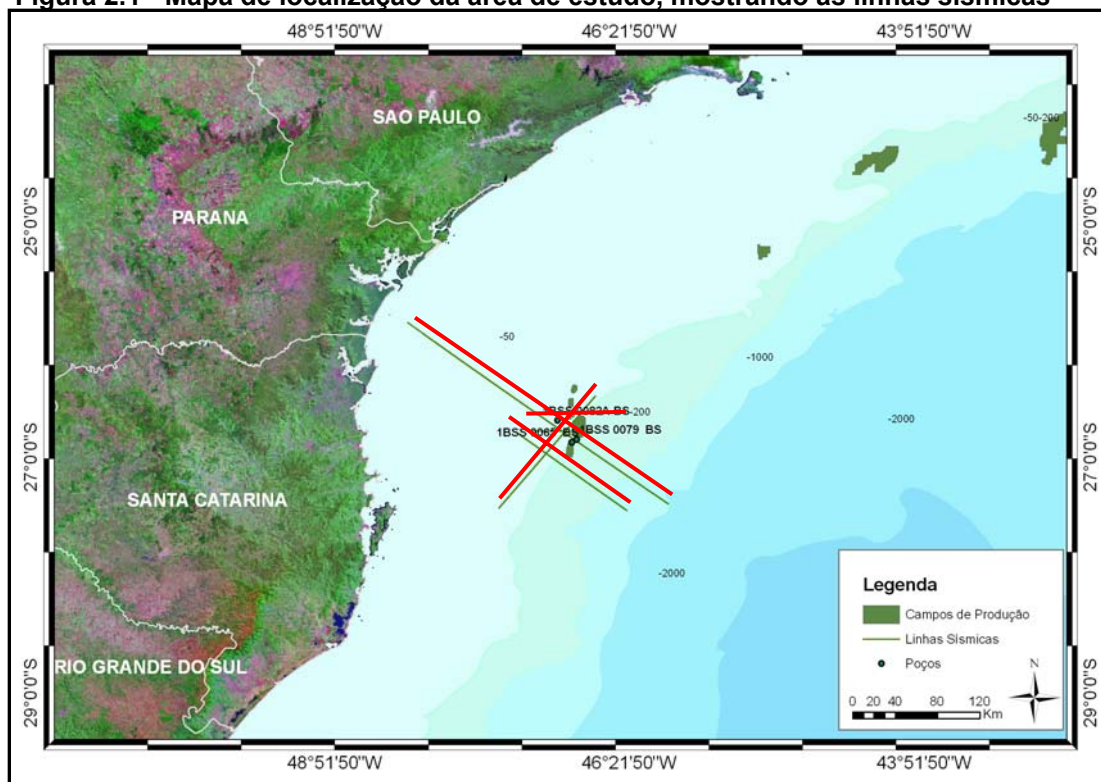 Figura 2.1 - Mapa de localização da área de estudo, mostrando as linhas sísmicas
48°51'50"W 46°21'50"W 43°51'50"W
SAO PAULO
-50-200
PARANA
25°0'0"S 25°0'0"S
-50
-1000
-200
-2000
1BSS 0079 BS
27°0'0"S 27°0'0"S
SANTA CATARINA
-2000
Legenda
Campos de Produção
Linhas Sísmicas
Poços
N
RIO GRANDE DO SUL
0 20 40 80 120
Km
29°0'0"S 29°0'0"S
48°51'50"W 46°21'50"W 43°51'50"W